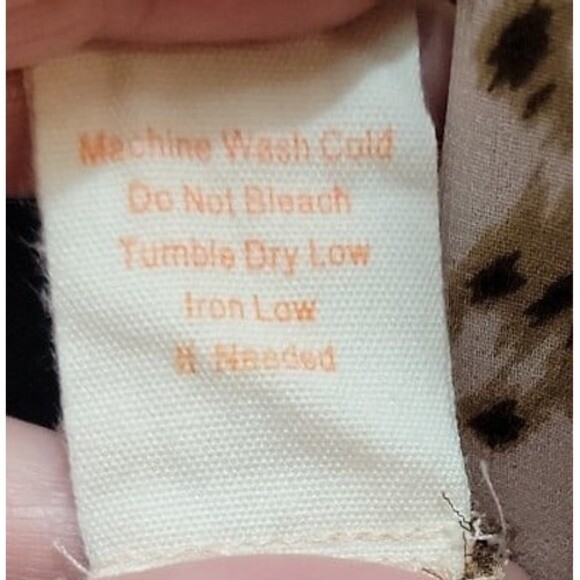 Machine Wash Cold
Do Not Bleach
Tumble Dry Low
Iron Low
If Needed